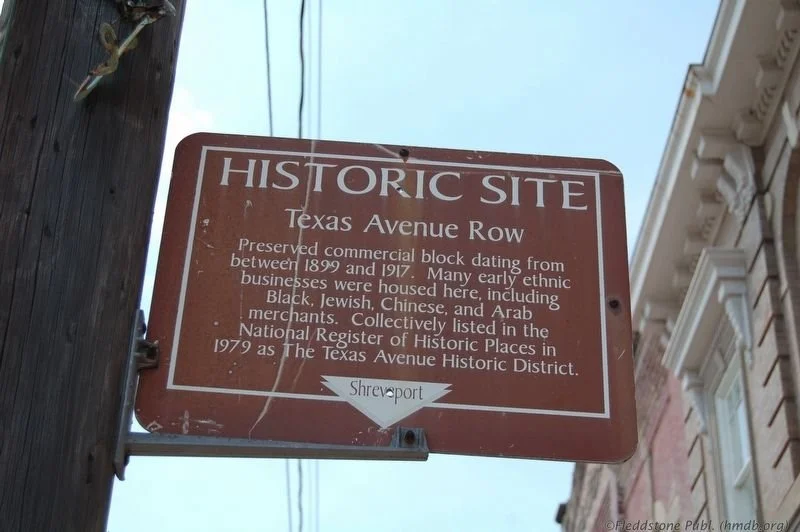 HISTORIC SITE
Texas Avenue Row
Preserved commercial block dating from
between 1899 and 1917. Many early ethnic
businesses were housed here, including
Black, Jewish, Chinese, and Arab
merchants. Collectively listed in the
National Register of Historic Places in
1979 as The Texas Avenue Historic District.
Shreveport
©Fleddstone Publ. (hmdb.org)